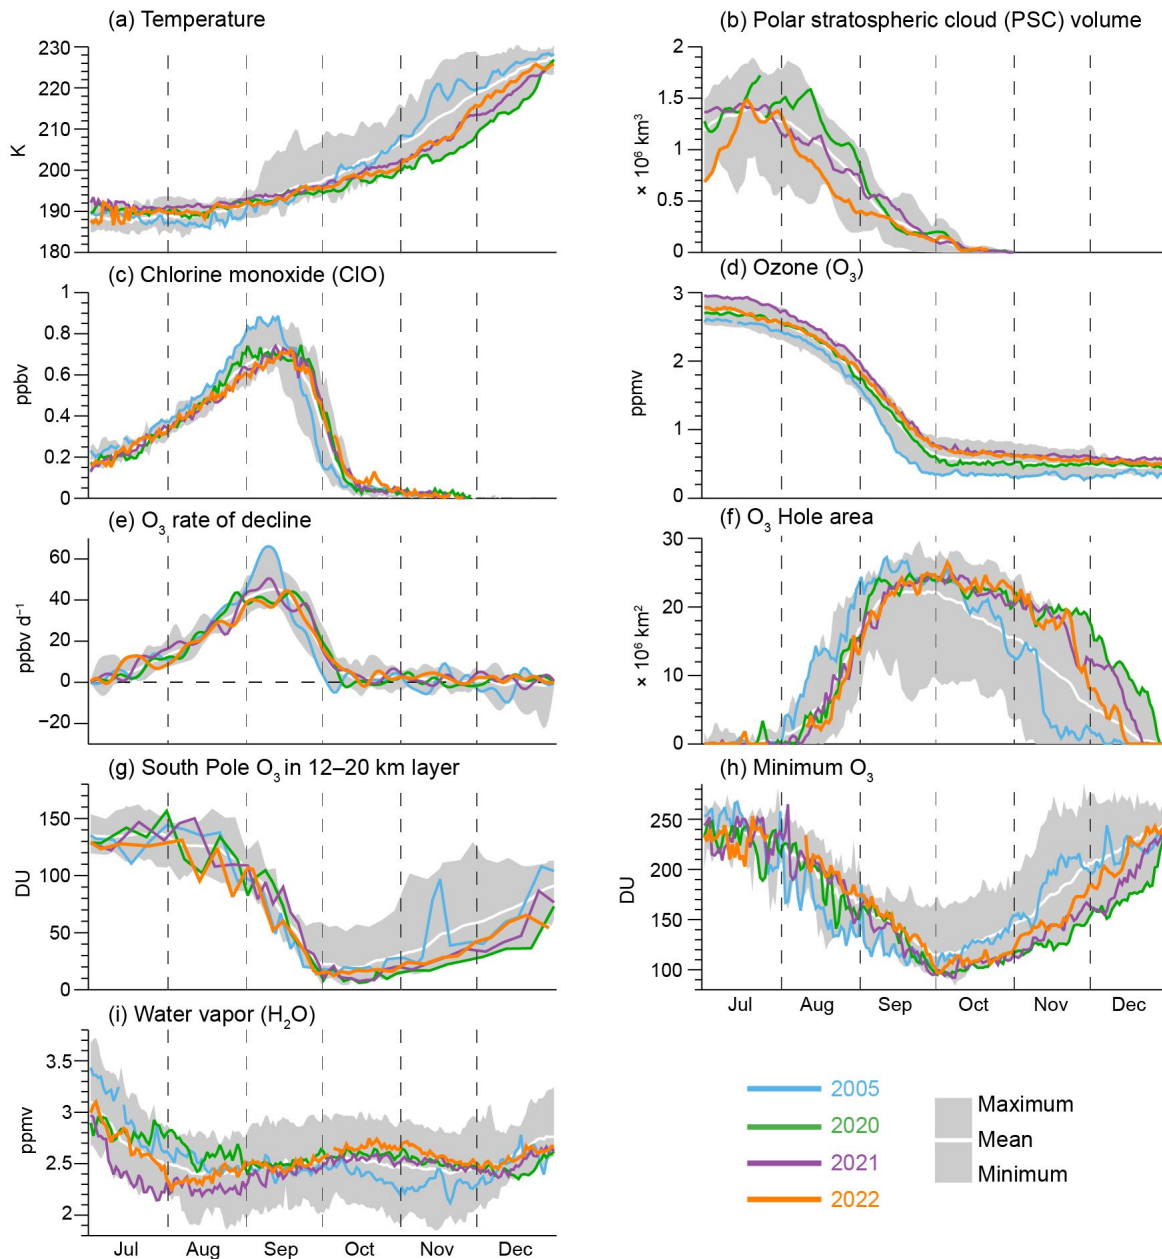 (a) Temperature
230
220
210
200
190
180
K
(b) Polar stratospheric cloud (PSC) volume
2
1.5
1
0.5
0
× 10⁶ km³
(c) Chlorine monoxide (ClO)
1
0.8
0.6
0.4
0.2
0
ppbv
(d) Ozone (O₃)
3
2
1
0
ppmv
(e) O₃ rate of decline
60
40
20
0
−20
ppbv d⁻¹
(f) O₃ Hole area
30
20
10
0
× 10⁶ km²
(g) South Pole O₃ in 12–20 km layer
150
100
50
0
DU
(h) Minimum O₃
250
200
150
100
DU
Jul Aug Sep Oct Nov Dec
(i) Water vapor (H₂O)
3.5
3
2.5
2
ppmv
Jul Aug Sep Oct Nov Dec
2005
2020
2021
2022
Maximum
Mean
Minimum